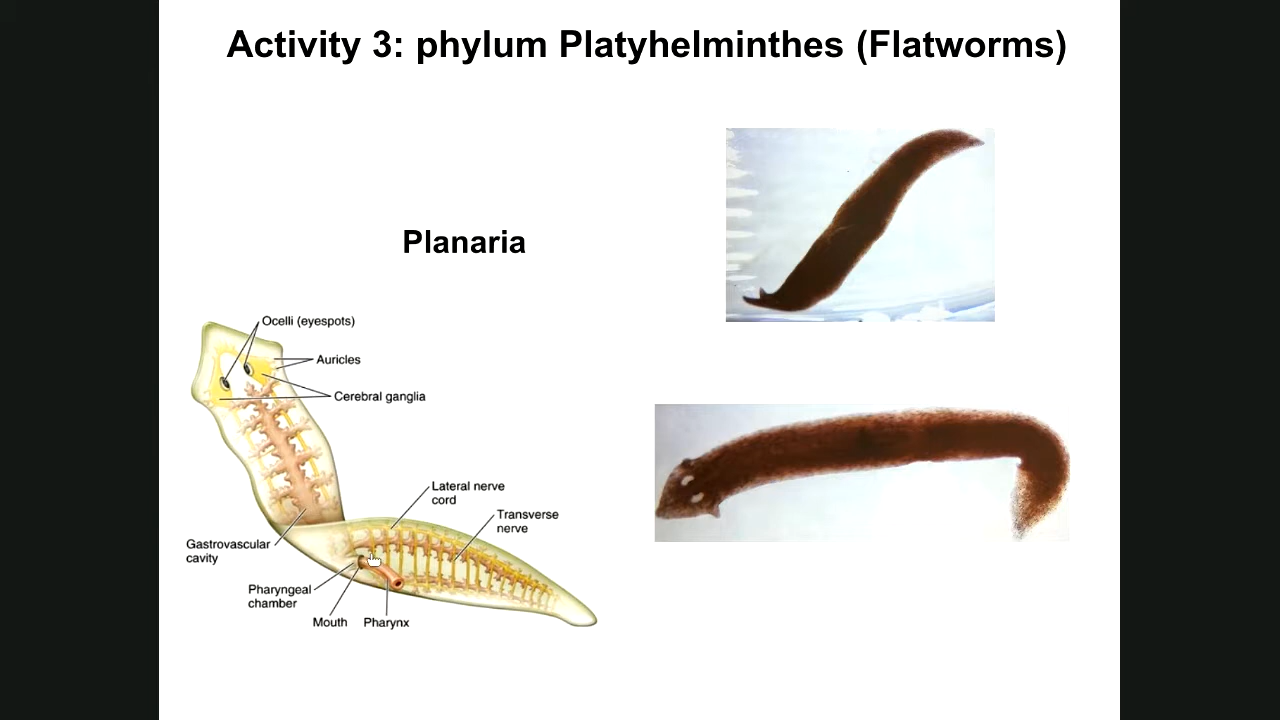 Activity 3: phylum Platyhelminthes (Flatworms)
Planaria
Ocelli (eyespots)
Auricles
Cerebral ganglia
Lateral nerve
cord
Transverse
nerve
Gastrovascular
cavity
Pharyngeal
chamber
Mouth
Pharynx